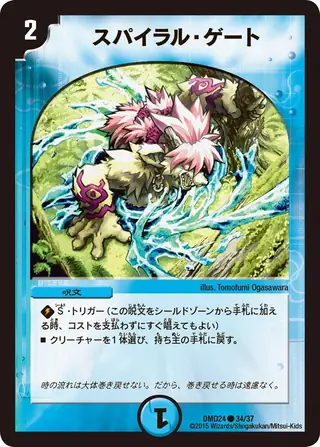 2
スパイラル・ゲート
illus. Tomofumi Ogasawara
呪文
S・トリガー(この呪文をシールドゾーンから手札に加
える時、コストを支払わずにすぐ唱えてもよい)
■ クリーチャーを1体選び、持ち主の手札に戻す。
時の流れは大体巻き戻せない。だから、巻き戻せる時は遠慮なく。
DMD24 ● 34/37
©2015 Wizards/Shogakukan/Mitsui-Kids
1